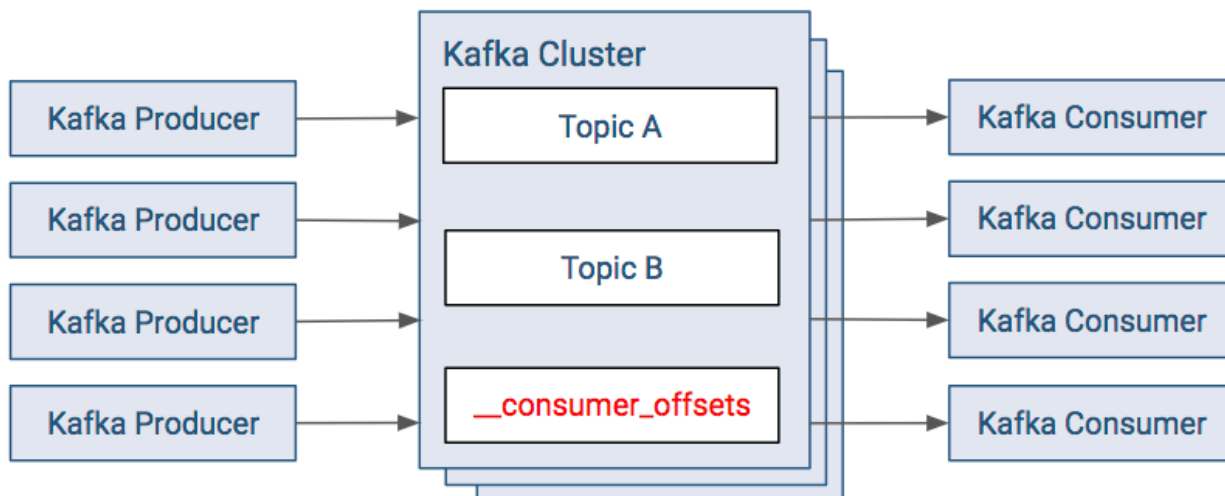 Kafka Cluster
Kafka Producer
Topic A
Kafka Consumer
Kafka Producer
Kafka Consumer
Topic B
Kafka Producer
Kafka Consumer
Kafka Producer
__consumer_offsets
Kafka Consumer